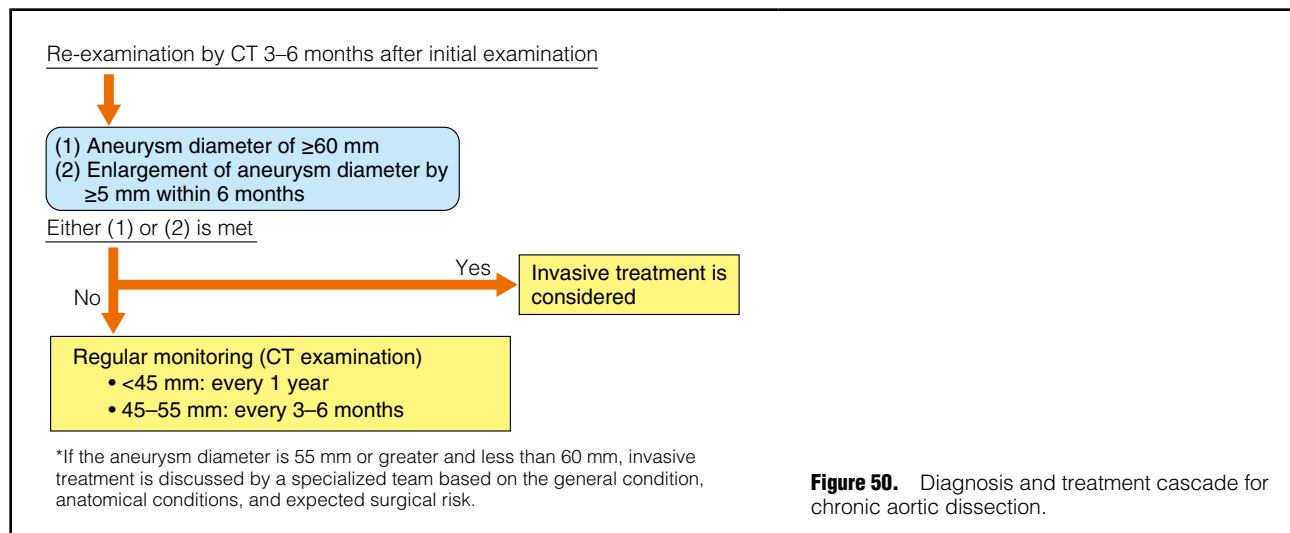 Re-examination by CT 3–6 months after initial examination
(1) Aneurysm diameter of ≥60 mm
(2) Enlargement of aneurysm diameter by
≥5 mm within 6 months
Either (1) or (2) is met
Yes
No
Invasive treatment is
considered
Regular monitoring (CT examination)
• <45 mm: every 1 year
• 45–55 mm: every 3–6 months
*If the aneurysm diameter is 55 mm or greater and less than 60 mm, invasive
treatment is discussed by a specialized team based on the general condition,
anatomical conditions, and expected surgical risk.
Figure 50. Diagnosis and treatment cascade for
chronic aortic dissection.